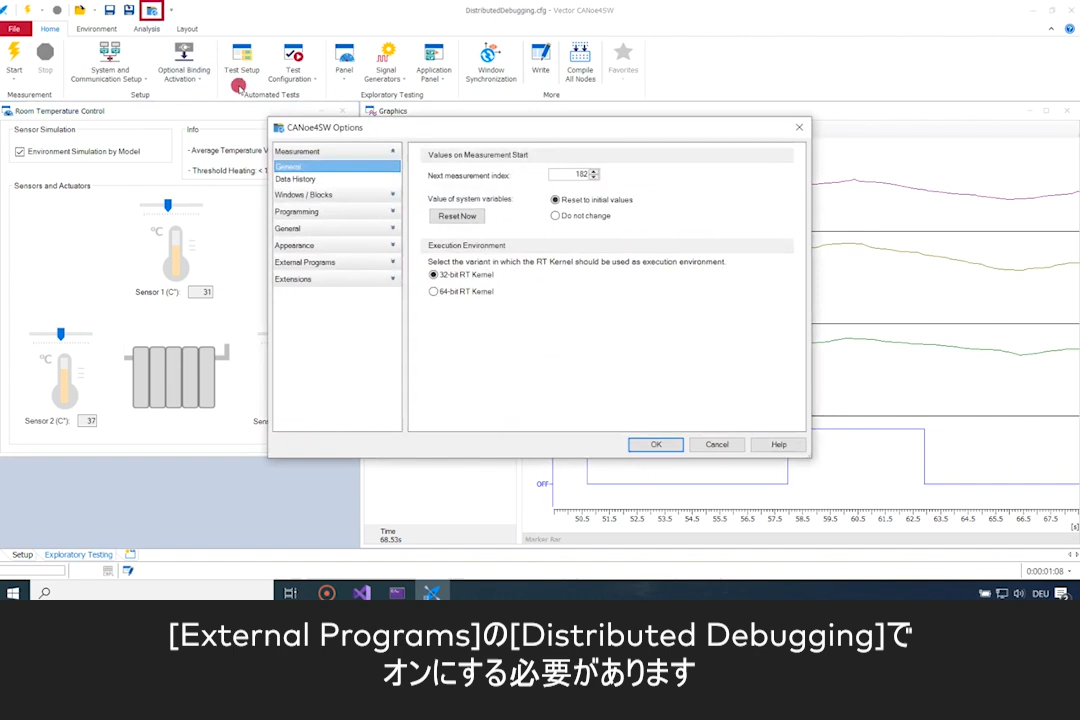 DistributedDebugging.cfg - Vector CANoe4SW
File Home Environment Analysis Layout
Start Stop System and Communication Setup Optional Binding Activation Test Setup Test Configuration Panel Signal Generators Application Panel Window Synchronization Write Compile All Nodes Favorites
Measurement Setup Automated Tests Exploratory Testing More
Room Temperature Control
Graphics
Sensor Simulation
Environment Simulation by Model
Info
- Average Temperature V
- Threshold Heating: < 1
Sensors and Actuators
°C
Sensor 1 (C°): 31
°C
Sensor 2 (C°): 37
Sens
CANoe4SW Options
Measurement
General
Data History
Windows / Blocks
Programming
General
Appearance
External Programs
Extensions
Values on Measurement Start
Next measurement index: 182
Value of system variables:
Reset to initial values
Reset Now
Do not change
Execution Environment
Select the variant in which the RT Kernel should be used as execution environment.
32-bit RT Kernel
64-bit RT Kernel
OK Cancel Help
OFF
50.5 51.5 52.5 53.5 54.5 55.5 56.5 57.5 58.5 59.5 60.5 61.5 62.5 63.5 64.5 65.5 66.5 67.5
[s]
Time
68.53s
Marker Bar
Setup Exploratory Testing
0:00:01:08
DEU
[External Programs]の[Distributed Debugging]で
オンにする必要があります